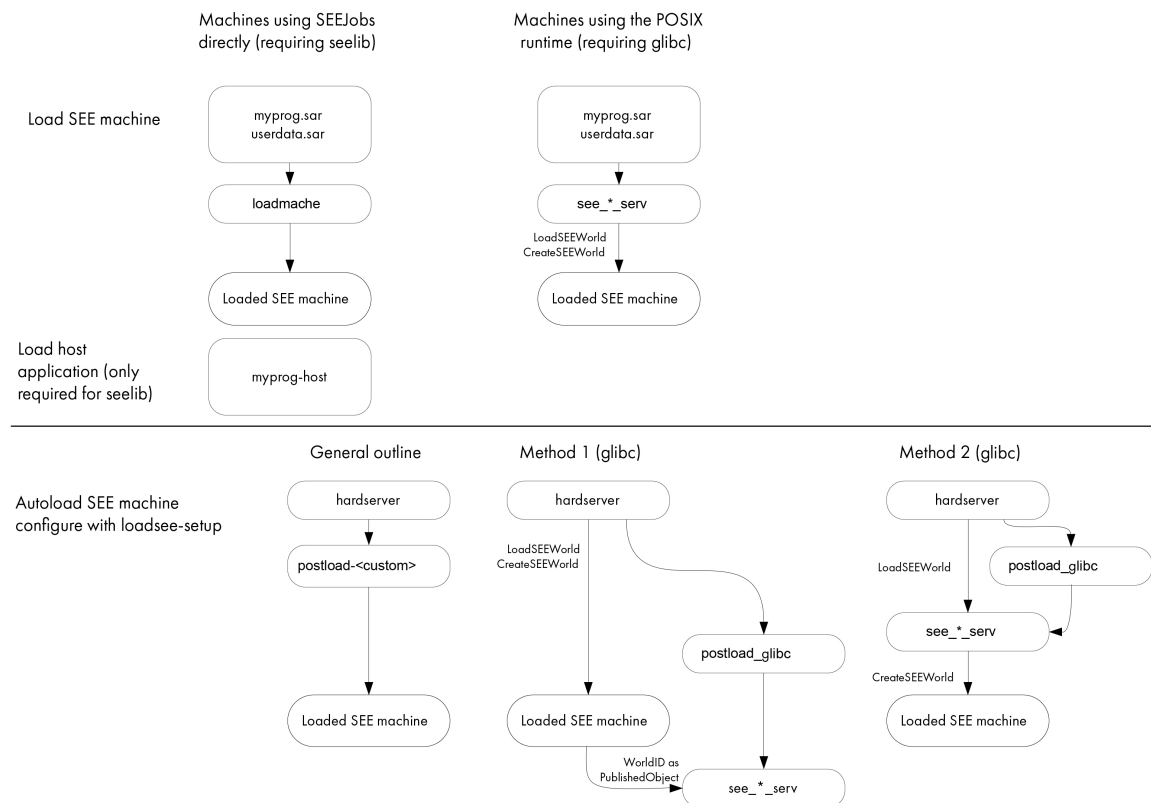 Machines using SEEJobs
directly (requiring seelib)
Machines using the POSIX
runtime (requiring glibc)
Load SEE machine
myprog.sar
userdata.sar
myprog.sar
userdata.sar
loadmache
see_*_serv
LoadSEEWorld
CreateSEEWorld
Loaded SEE machine
Loaded SEE machine
Load host
application (only
required for seelib)
myprog-host
General outline
Method 1 (glibc)
Method 2 (glibc)
Autoload SEE machine
configure with loadsee-setup
hardserver
hardserver
hardserver
postload-<custom>
LoadSEEWorld
CreateSEEWorld
LoadSEEWorld
postload_glibc
see_*_serv
postload_glibc
CreateSEEWorld
Loaded SEE machine
Loaded SEE machine
Loaded SEE machine
WorldID as
PublishedObject
see_*_serv